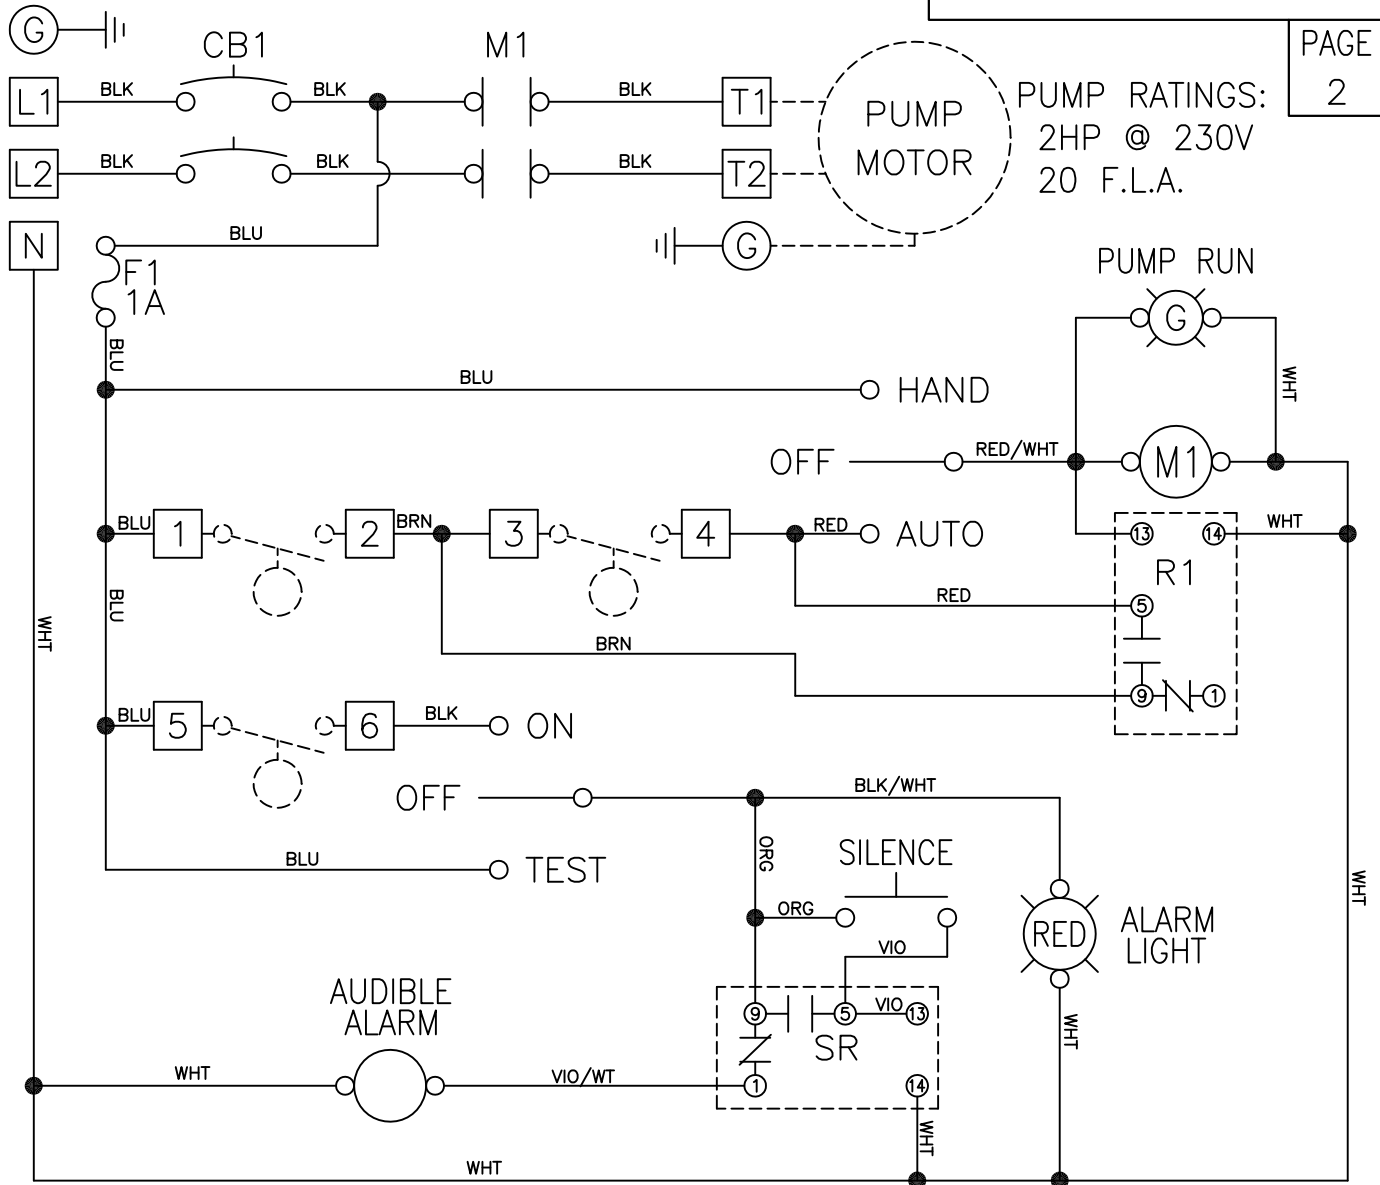 G
CB1
M1
PAGE
2
L1
BLK
BLK
BLK
T1
PUMP
MOTOR
PUMP RATINGS:
2HP @ 230V
20 F.L.A.
L2
BLK
BLK
BLK
T2
N
BLU
G
F1
1A
PUMP RUN
G
BLU
BLU
HAND
WHT
OFF
RED/WHT
M1
BLU
1
2
BRN
3
4
RED
AUTO
13
14
WHT
R1
BLU
RED
5
WHT
BRN
9
1
BLU
5
6
BLK
ON
OFF
BLK/WHT
ORG
SILENCE
BLU
TEST
WHT
ORG
RED
ALARM
LIGHT
VIO
AUDIBLE
ALARM
9
5
VIO
13
SR
WHT
WHT
VIO/WT
1
14
WHT
WHT